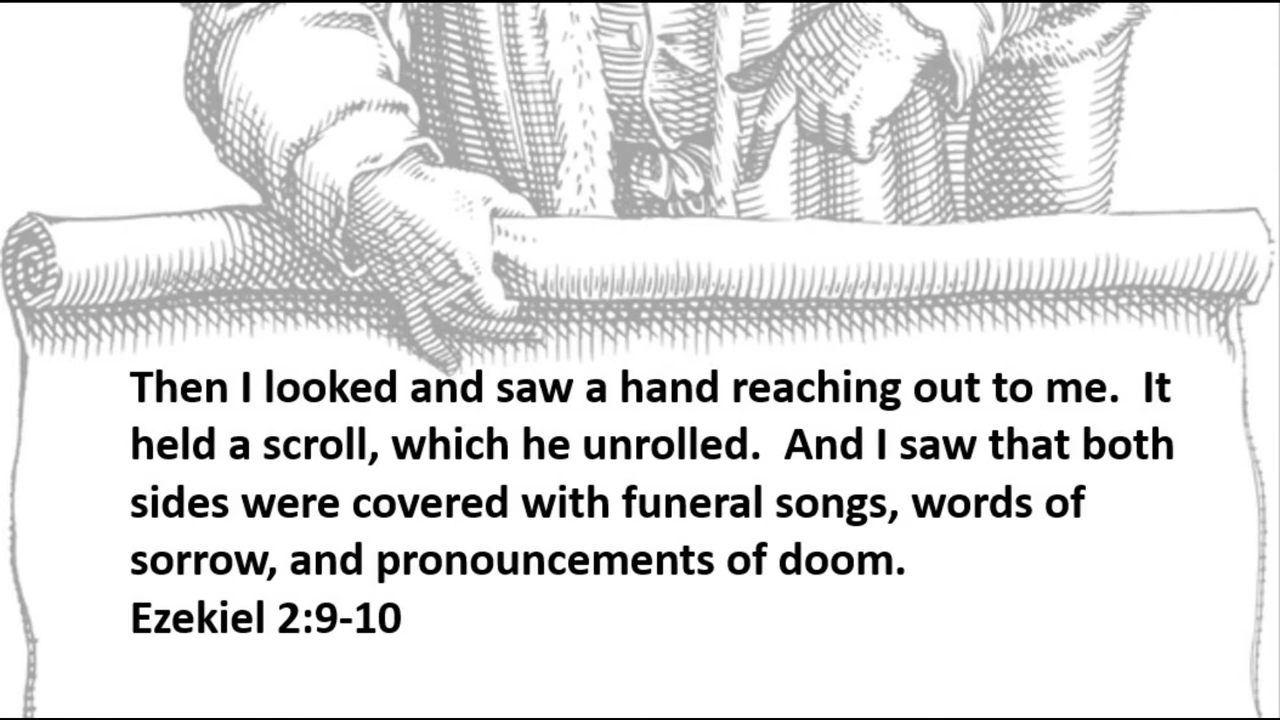 Then I looked and saw a hand reaching out to me.  It
held a scroll, which he unrolled.  And I saw that both
sides were covered with funeral songs, words of
sorrow, and pronouncements of doom.
Ezekiel 2:9-10